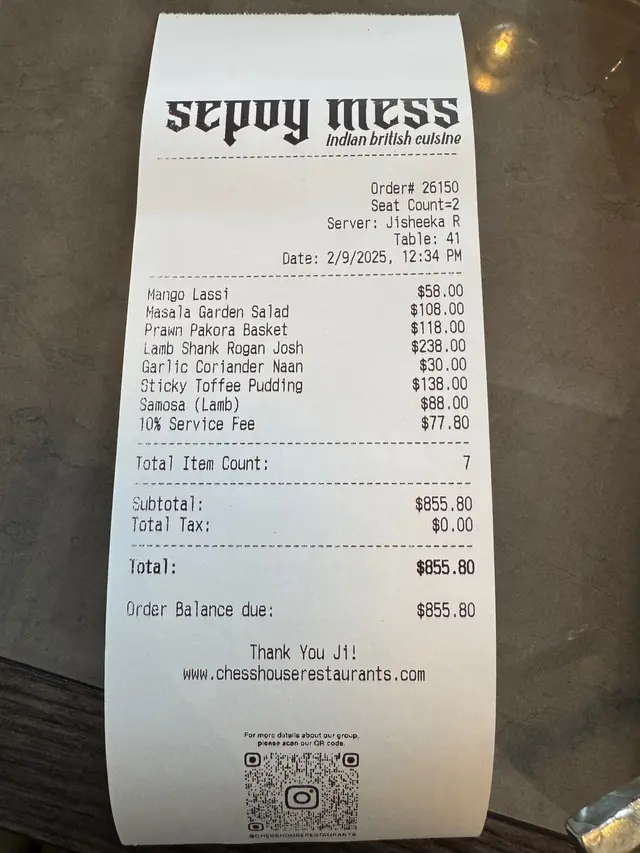 sepoy mess
indian british cuisine
Order# 26150
Seat Count=2
Server: Jisheeka R
Table: 41
Date: 2/9/2025, 12:34 PM
Mango Lassi $58.00
Masala Garden Salad $108.00
Prawn Pakora Basket $118.00
Lamb Shank Rogan Josh $238.00
Garlic Coriander Naan $30.00
Sticky Toffee Pudding $138.00
Samosa (Lamb) $88.00
10% Service Fee $77.80
Total Item Count: 7
Subtotal: $855.80
Total Tax: $0.00
Total: $855.80
Order Balance due: $855.80
Thank You Ji!
www.chesshouserestaurants.com
For more details about our group,
please scan our QR code.
@CHESSHOUSERESTAURANTS